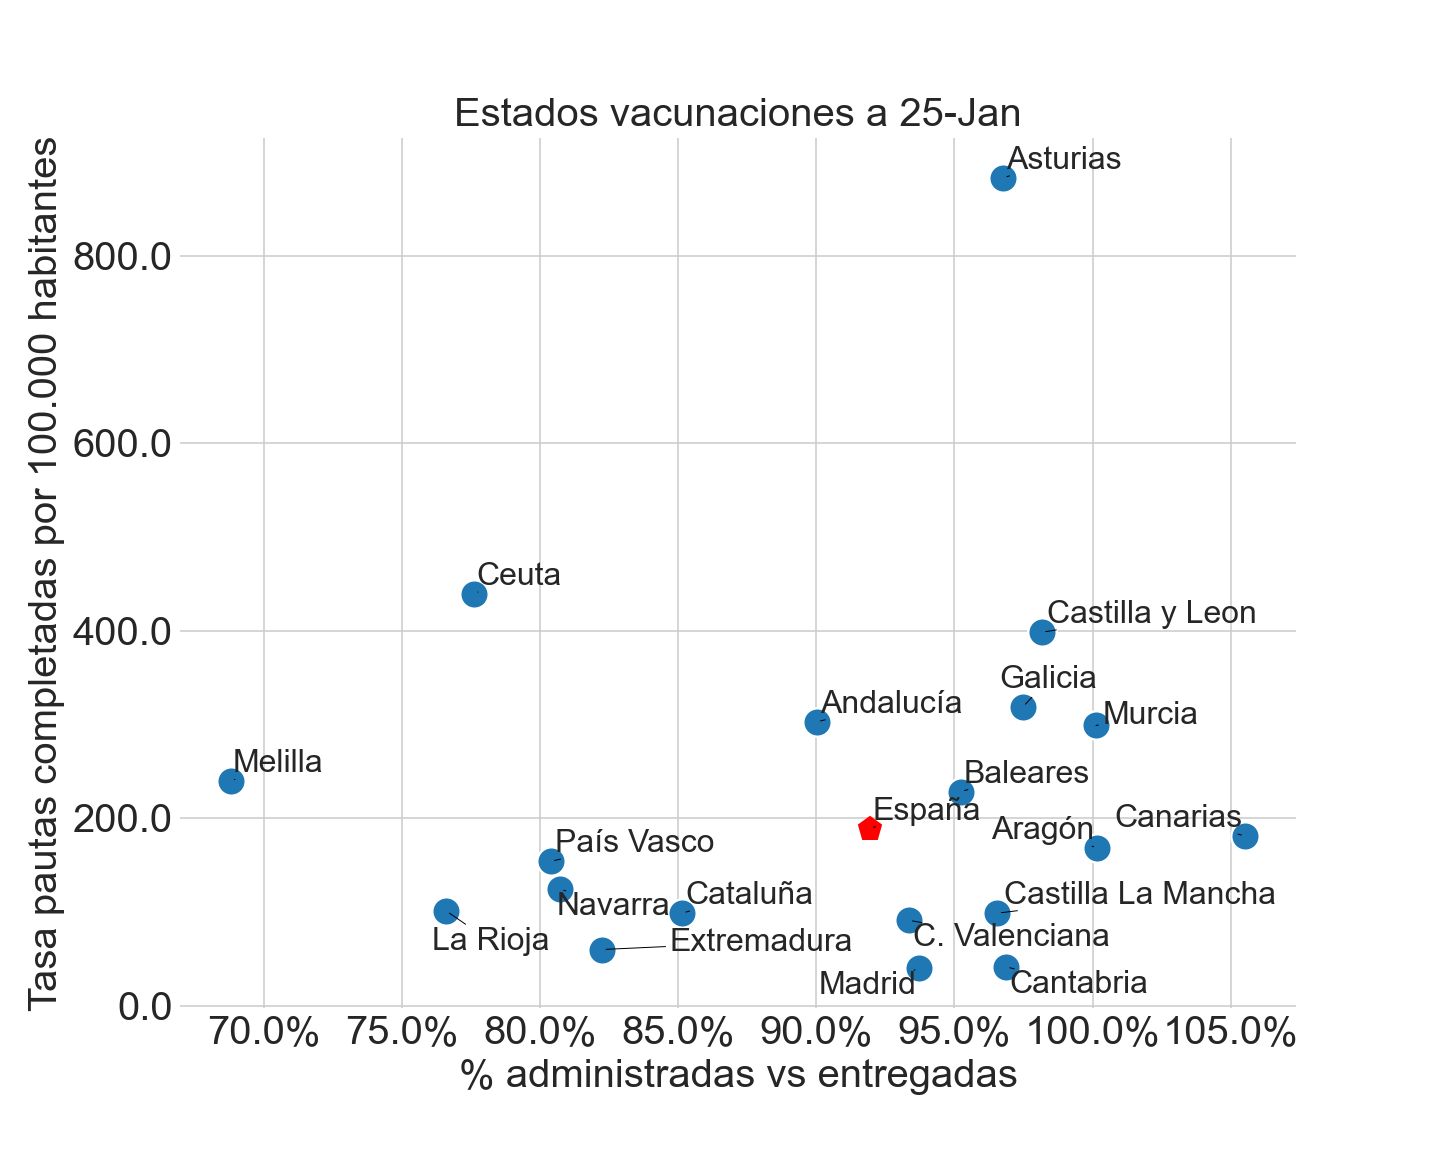 Estados vacunaciones a 25-Jan
Tasa pautas completadas por 100.000 habitantes
Asturias
800.0
600.0
Ceuta
400.0
Castilla y Leon
Galicia
Andalucía
Murcia
Melilla
Baleares
España
200.0
Aragón
Canarias
País Vasco
Navarra
Cataluña
Castilla La Mancha
La Rioja
Extremadura
C. Valenciana
Madrid
Cantabria
0.0
70.0% 75.0% 80.0% 85.0% 90.0% 95.0% 100.0% 105.0%
% administradas vs entregadas